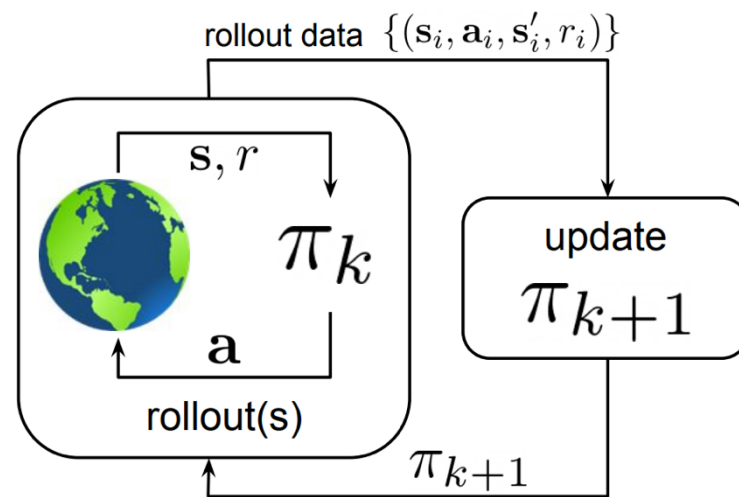 rollout data {(s_i, a_i, s'_i, r_i)}
s, r
π_k
a
rollout(s)
update
π_{k+1}
π_{k+1}